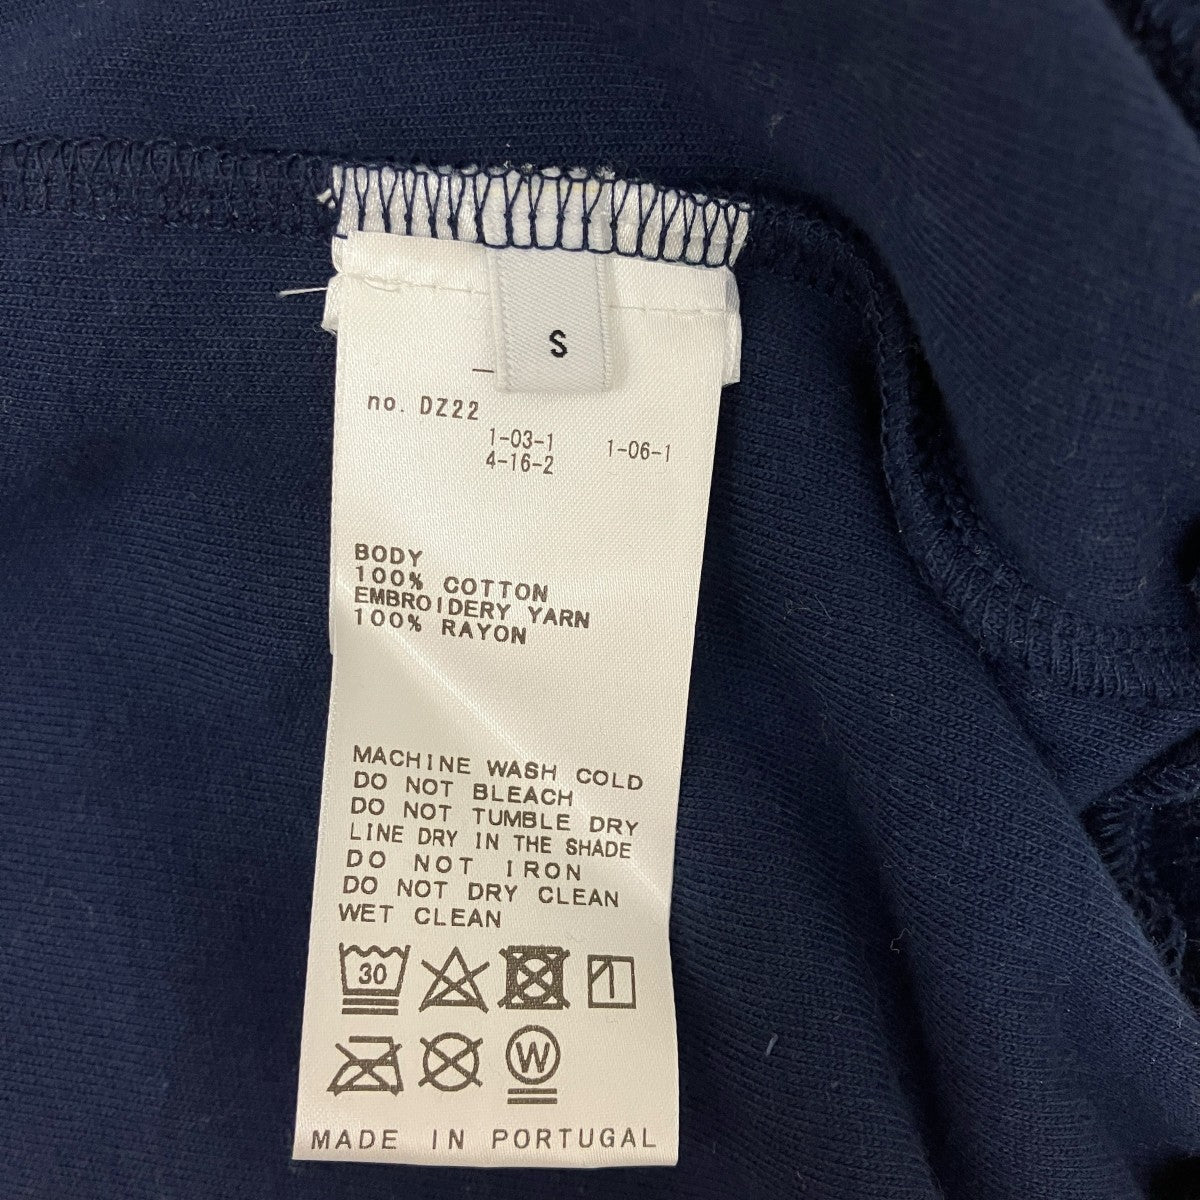 S
no. DZ22
1-03-1 1-06-1
4-16-2
BODY
100% COTTON
EMBROIDERY YARN
100% RAYON
MACHINE WASH COLD
DO NOT BLEACH
DO NOT TUMBLE DRY
LINE DRY IN THE SHADE
DO NOT IRON
DO NOT DRY CLEAN
WET CLEAN
30
W
MADE IN PORTUGAL